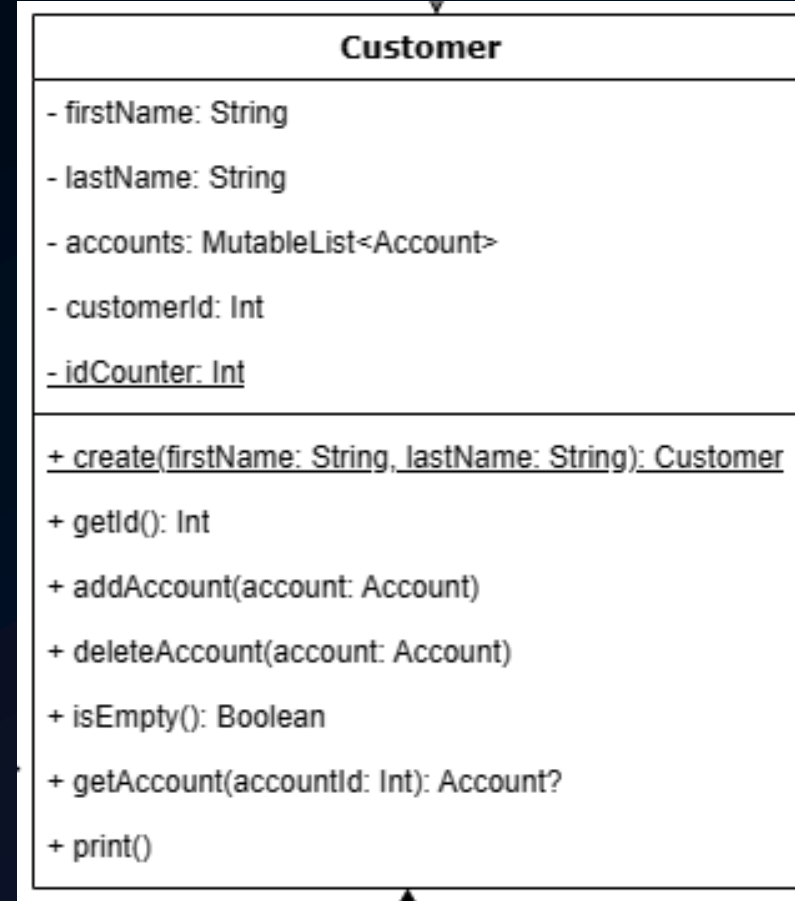 Customer
- firstName: String
- lastName: String
- accounts: MutableList<Account>
- customerId: Int
- idCounter: Int
+ create(firstName: String, lastName: String): Customer
+ getId(): Int
+ addAccount(account: Account)
+ deleteAccount(account: Account)
+ isEmpty(): Boolean
+ getAccount(accountId: Int): Account?
+ print()